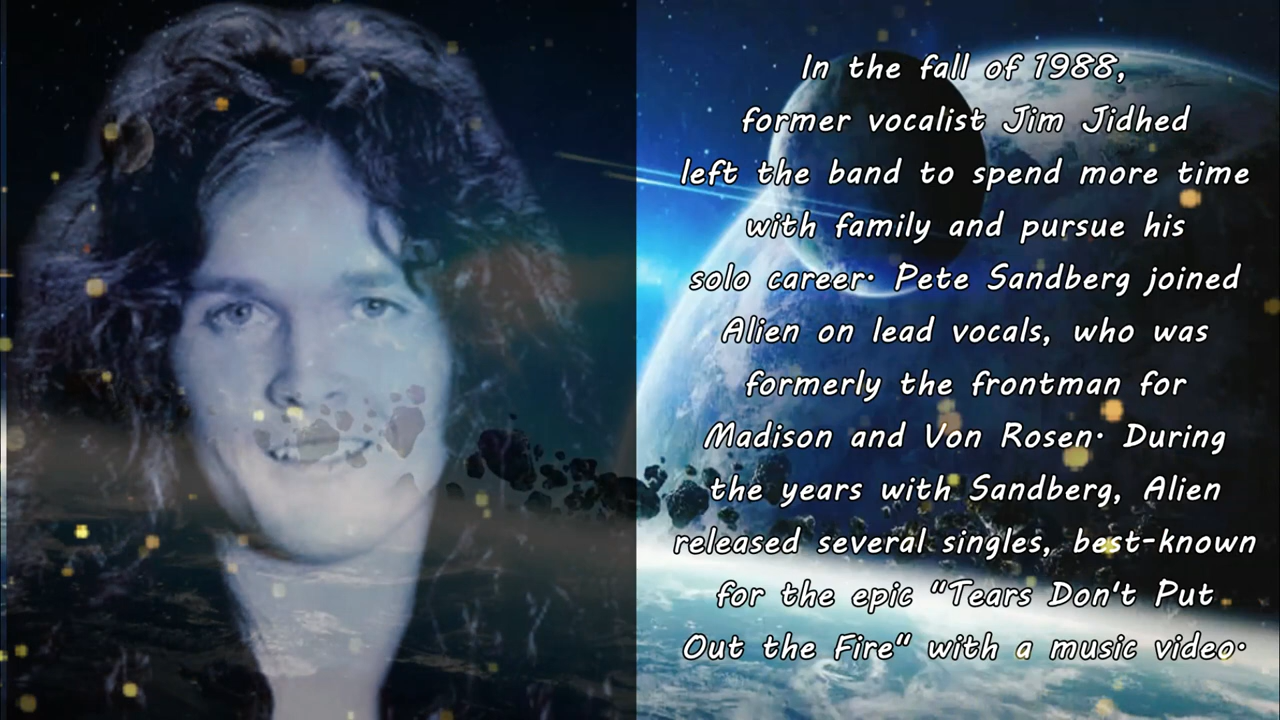 In the fall of 1988,
former vocalist Jim Jidhed
left the band to spend more time
with family and pursue his
solo career. Pete Sandberg joined
Alien on lead vocals, who was
formerly the frontman for
Madison and Von Rosen. During
the years with Sandberg, Alien
released several singles, best-known
for the epic "Tears Don't Put
Out the Fire" with a music video.